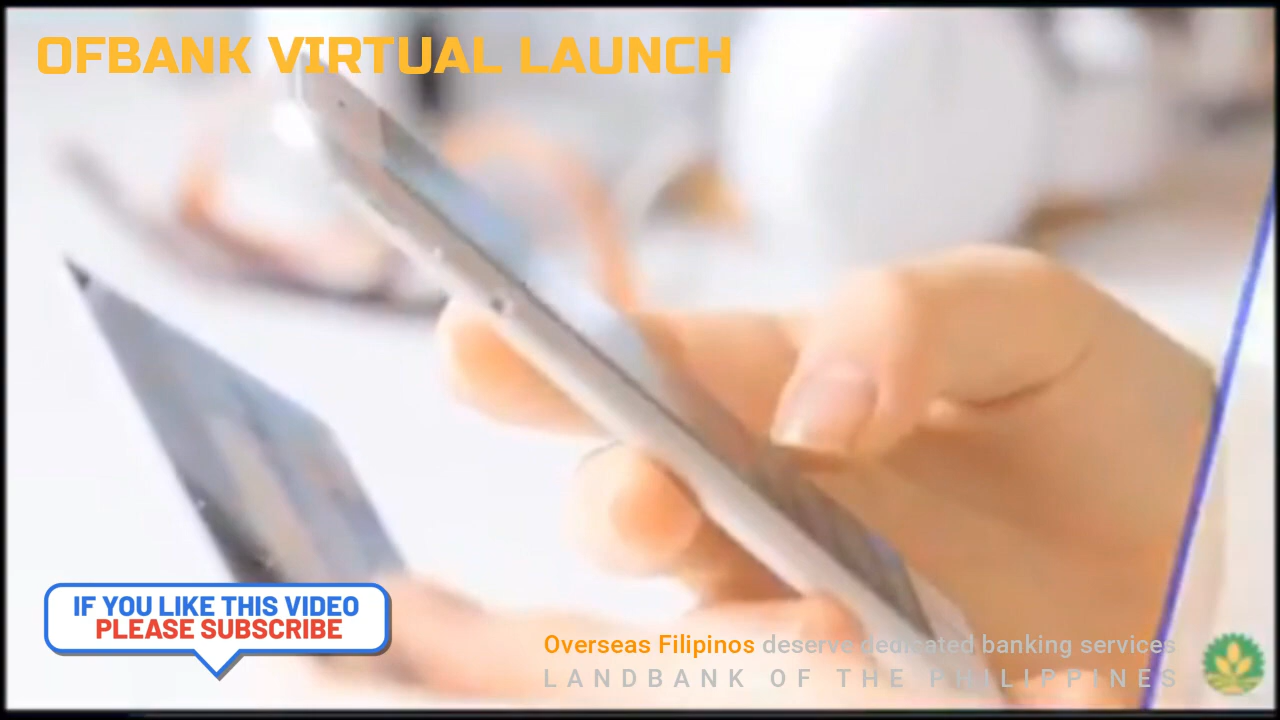 OFBANK VIRTUAL LAUNCH
IF YOU LIKE THIS VIDEO
PLEASE SUBSCRIBE
Overseas Filipinos deserve dedicated banking services
LANDBANK OF THE PHILIPPINES